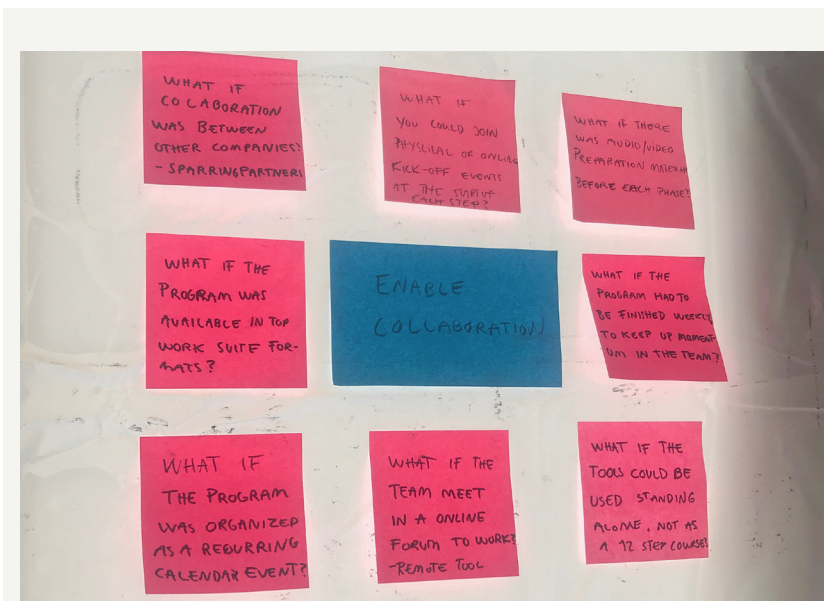 WHAT IF
COLABORATION
WAS BETWEEN
OTHER COMPANIES?
- SPARRINGPARTNERS
WHAT IF
YOU COULD JOIN
PHYSICAL OF ONLINE
KICK-OFF EVENTS
AT THE START OF
EACH STEP?
WHAT IF THERE
WAS AUDIO/VIDEO
PREPARATION MATERIAL
BEFORE EACH PHASE?
WHAT IF THE
PROGRAM WAS
AVAILABLE IN TOP
WORK SUITE FOR-
MATS?
ENABLE
COLLABORATION
WHAT IF THE
PROGRAM HAD TO
BE FINISHED WEEKLY
TO KEEP UP MOMENT-
UM IN THE TEAM?
WHAT IF
THE PROGRAM
WAS ORGANIZED
AS A RECURRING
CALENDAR EVENT?
WHAT IF THE
TEAM MEET
IN A ONLINE
FORUM TO WORK?
-REMOTE TOOL
WHAT IF THE
TOOLS COULD BE
USED STANDING
ALONE, NOT AS
A 12 STEP COURSE?